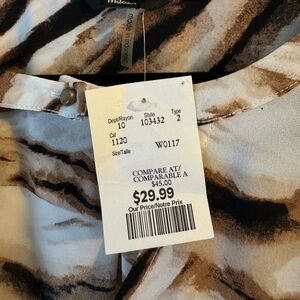 Dept/Rayon Style Type
10 103432 2
Cat
1120 W0117
Size/Taille
COMPARE AT/
COMPARABLE A
$45.00
$29.99
Our Price/Notre Prix